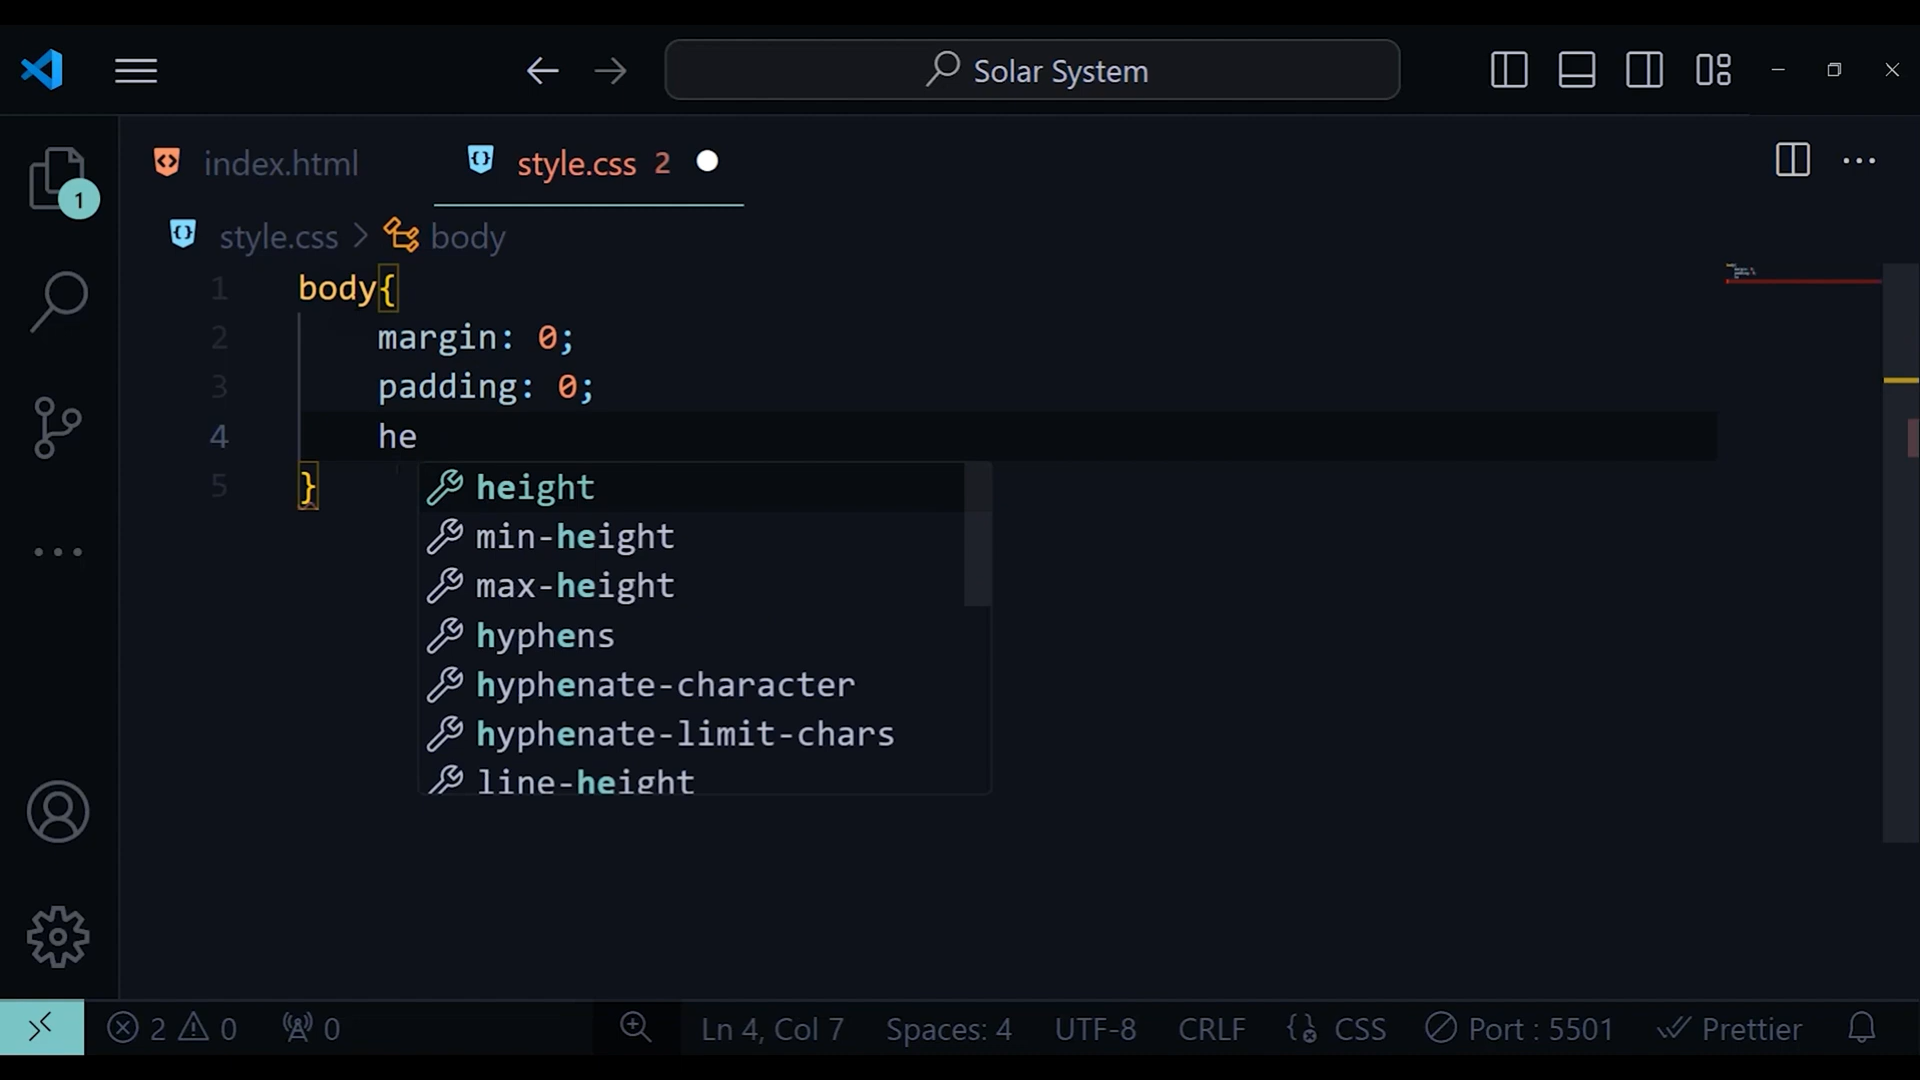 Solar System
index.html
style.css 2
1
style.css > body
1 body{
2 margin: 0;
3 padding: 0;
4 he
5 }
height
min-height
max-height
hyphens
hyphenate-character
hyphenate-limit-chars
line-height
2 0 0 Ln 4, Col 7 Spaces: 4 UTF-8 CRLF CSS Port : 5501 Prettier